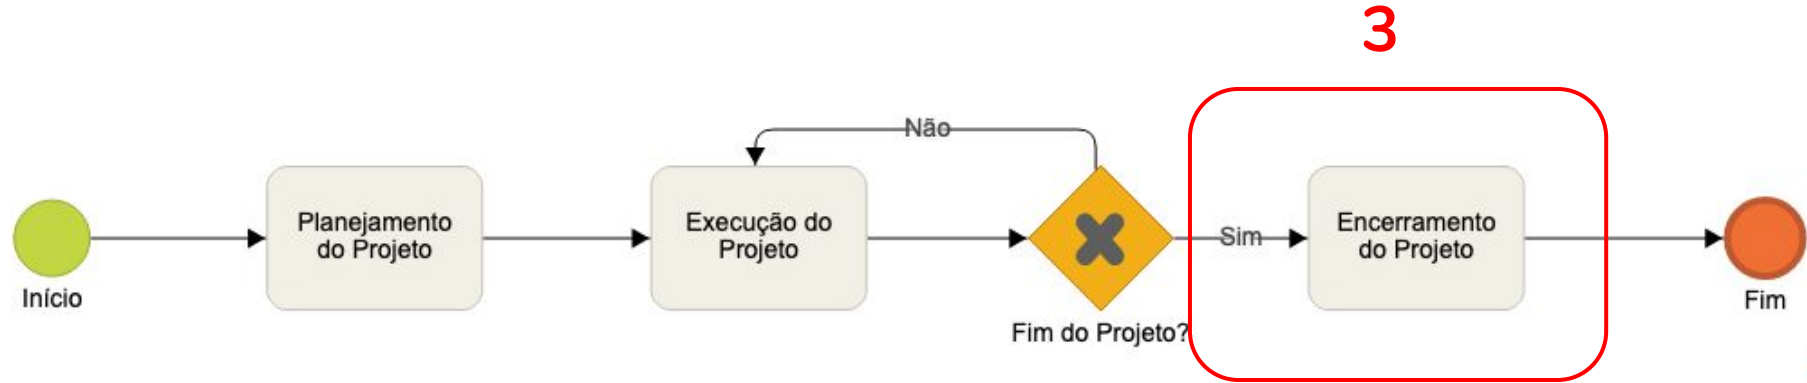 3
Não
Planejamento
do Projeto
Execução do
Projeto
Sim
Encerramento
do Projeto
Início
Fim do Projeto?
Fim